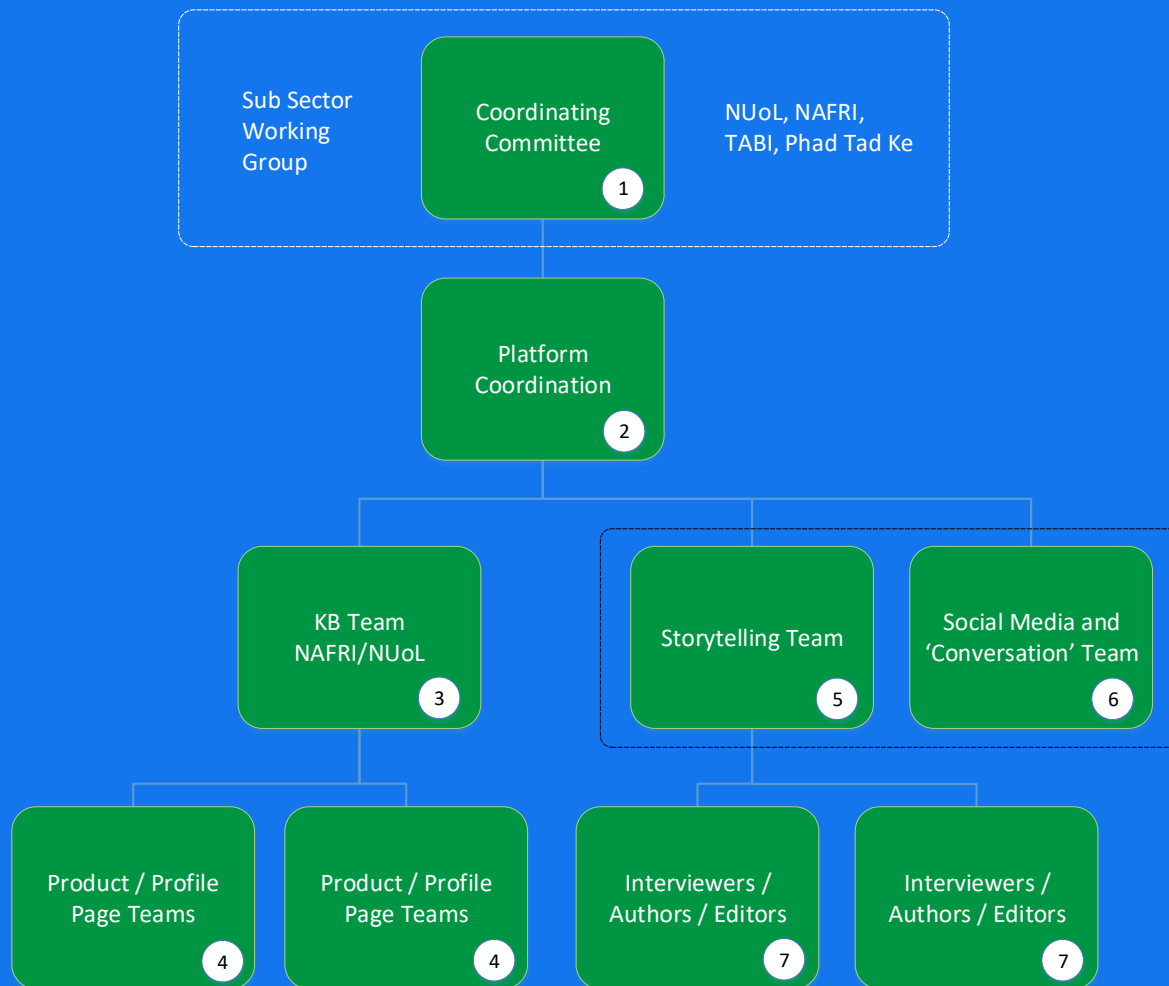 Sub Sector
Working
Group
Coordinating
Committee
1
NUoL, NAFRI,
TABI, Phad Tad Ke
Platform
Coordination
2
KB Team
NAFRI/NUoL
3
Storytelling Team
5
Social Media and
‘Conversation’ Team
6
Product / Profile
Page Teams
4
Product / Profile
Page Teams
4
Interviewers /
Authors / Editors
7
Interviewers /
Authors / Editors
7